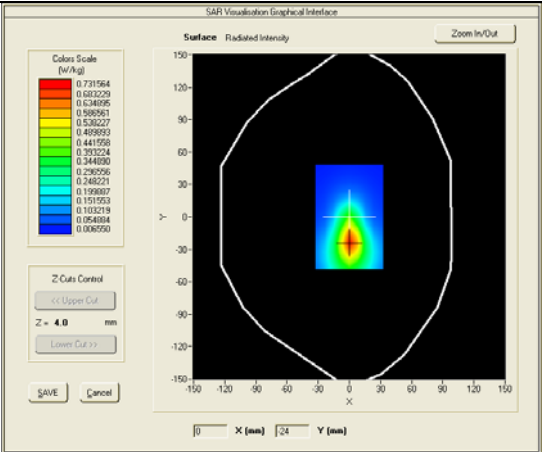 SAR Visualisation Graphical Interface
Surface Radiated Intensity
Zoom In/Out
Colors Scale
(W/kg)
0.731564
0.683229
0.634895
0.586561
0.538227
0.489893
0.441558
0.393224
0.344890
0.296556
0.248221
0.199887
0.151553
0.103219
0.054884
0.006550
Z-Cuts Control
<< Upper Cut
Z = 4.0 mm
Lower Cut >>
SAVE Cancel
150
120
90
60
30
0
-30
-60
-90
-120
-150
Y
-150 -120 -90 -60 -30 0 30 60 90 120 150
X
0 X (mm) -24 Y (mm)